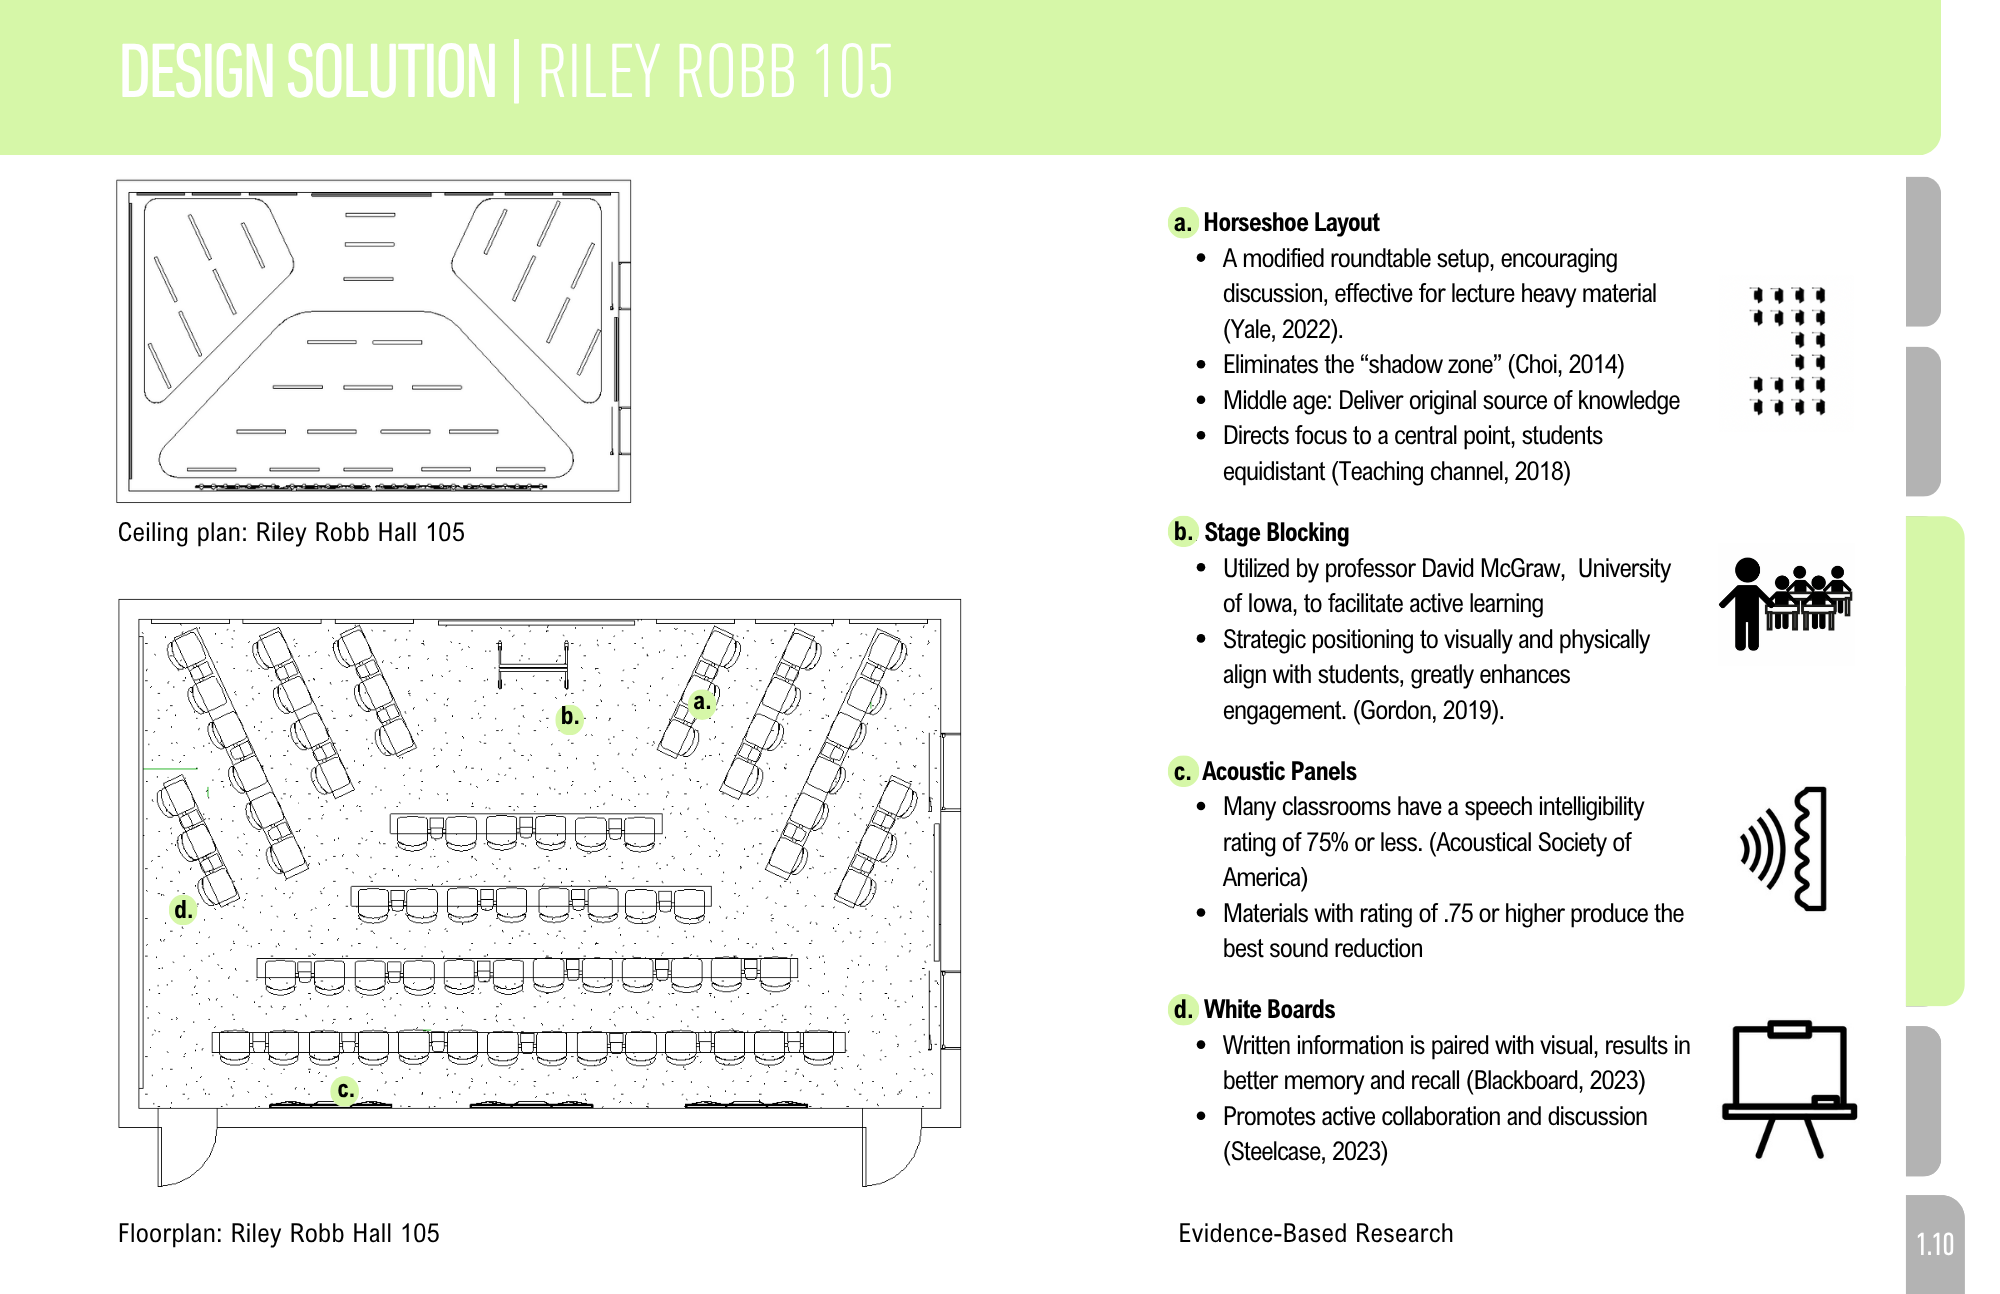 DESIGN SOLUTION | RILEY ROBB 105
Ceiling plan: Riley Robb Hall 105
b.
a.
d.
c.
Floorplan: Riley Robb Hall 105
a. Horseshoe Layout
• A modified roundtable setup, encouraging
discussion, effective for lecture heavy material
(Yale, 2022).
• Eliminates the “shadow zone” (Choi, 2014)
• Middle age: Deliver original source of knowledge
• Directs focus to a central point, students
equidistant (Teaching channel, 2018)
b. Stage Blocking
• Utilized by professor David McGraw, University
of Iowa, to facilitate active learning
• Strategic positioning to visually and physically
align with students, greatly enhances
engagement. (Gordon, 2019).
c. Acoustic Panels
• Many classrooms have a speech intelligibility
rating of 75% or less. (Acoustical Society of
America)
• Materials with rating of .75 or higher produce the
best sound reduction
d. White Boards
• Written information is paired with visual, results in
better memory and recall (Blackboard, 2023)
• Promotes active collaboration and discussion
(Steelcase, 2023)
Evidence-Based Research
1.10